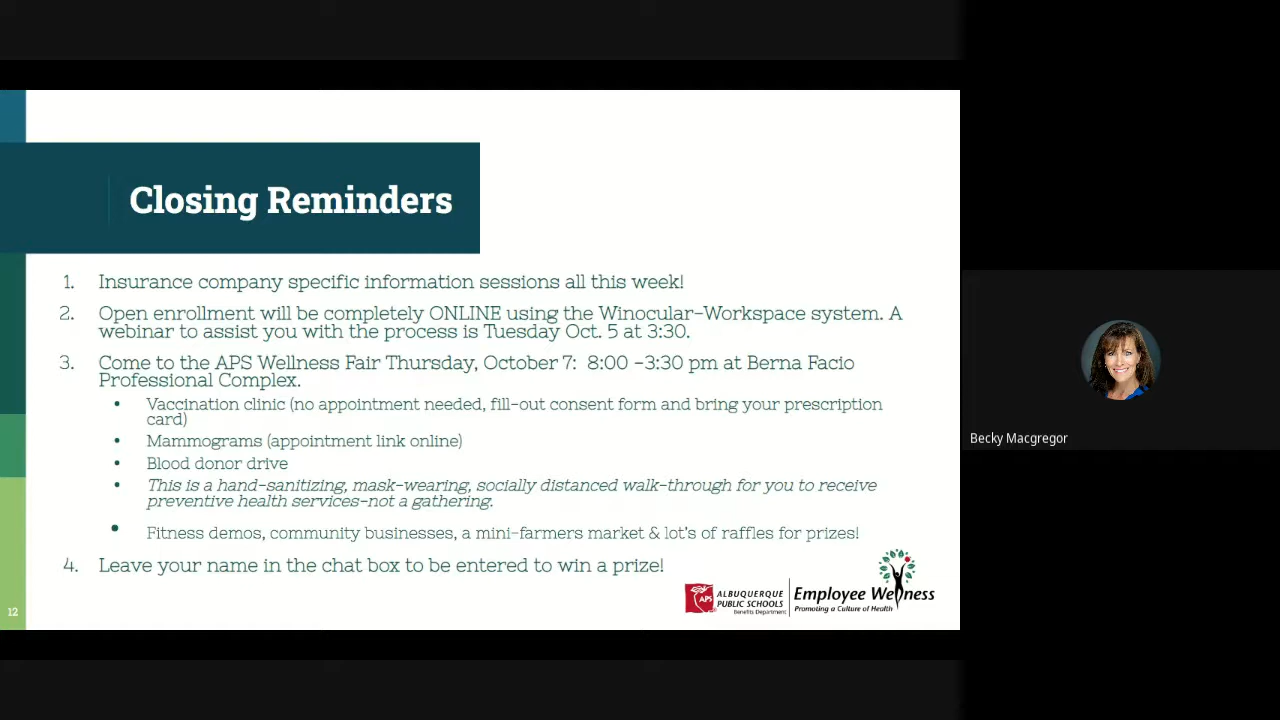 Closing Reminders
1. Insurance company specific information sessions all this week!
2. Open enrollment will be completely ONLINE using the Winocular-Workspace system. A
webinar to assist you with the process is Tuesday Oct. 5 at 3:30.
3. Come to the APS Wellness Fair Thursday, October 7: 8:00 -3:30 pm at Berna Facio
Professional Complex.
• Vaccination clinic (no appointment needed, fill-out consent form and bring your prescription
card)
• Mammograms (appointment link online)
• Blood donor drive
• This is a hand-sanitizing, mask-wearing, socially distanced walk-through for you to receive
preventive health services-not a gathering.
• Fitness demos, community businesses, a mini-farmers market & lot's of raffles for prizes!
4. Leave your name in the chat box to be entered to win a prize!
APS
ALBUQUERQUE
PUBLIC SCHOOLS
Benefits Department
Employee Wellness
Promoting a Culture of Health
12
Becky Macgregor